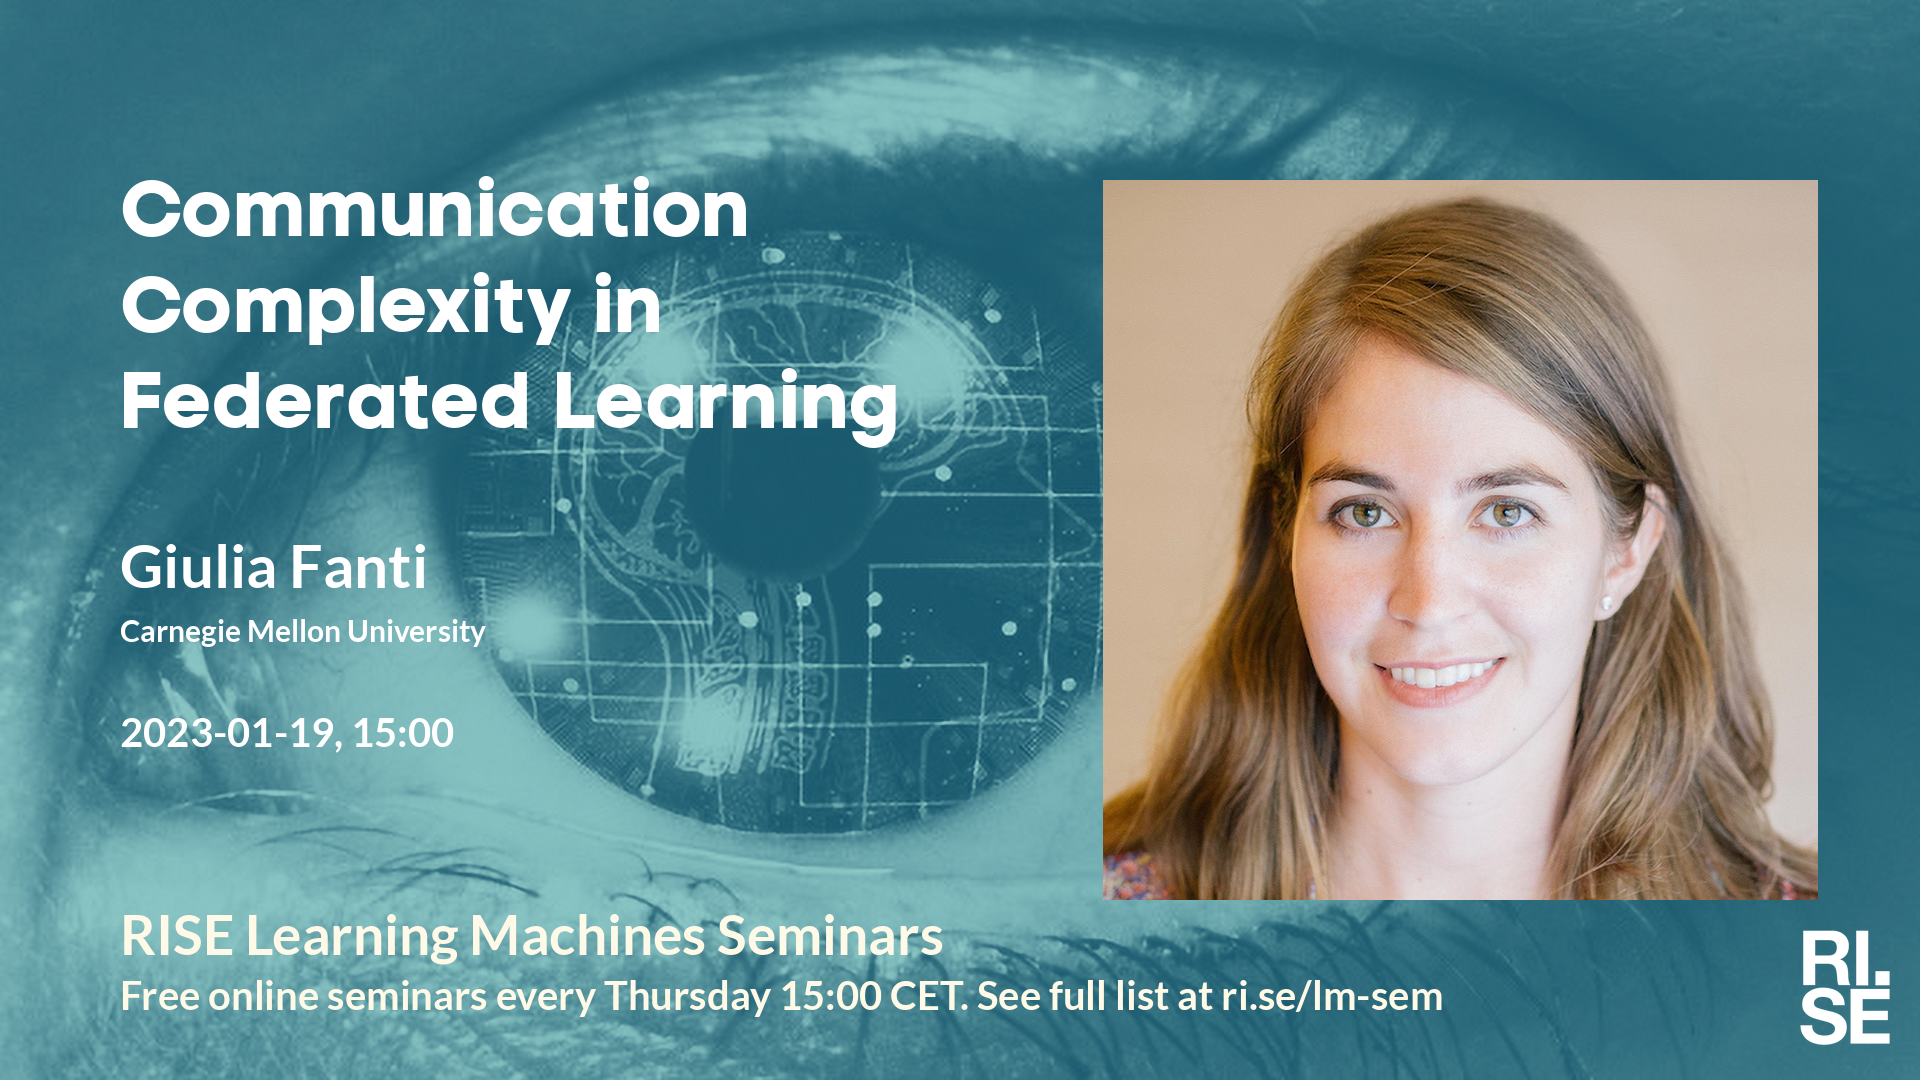 Communication
Complexity in
Federated Learning
Giulia Fanti
Carnegie Mellon University
2023-01-19, 15:00
RISE Learning Machines Seminars
Free online seminars every Thursday 15:00 CET. See full list at ri.se/lm-sem
RI.
SE